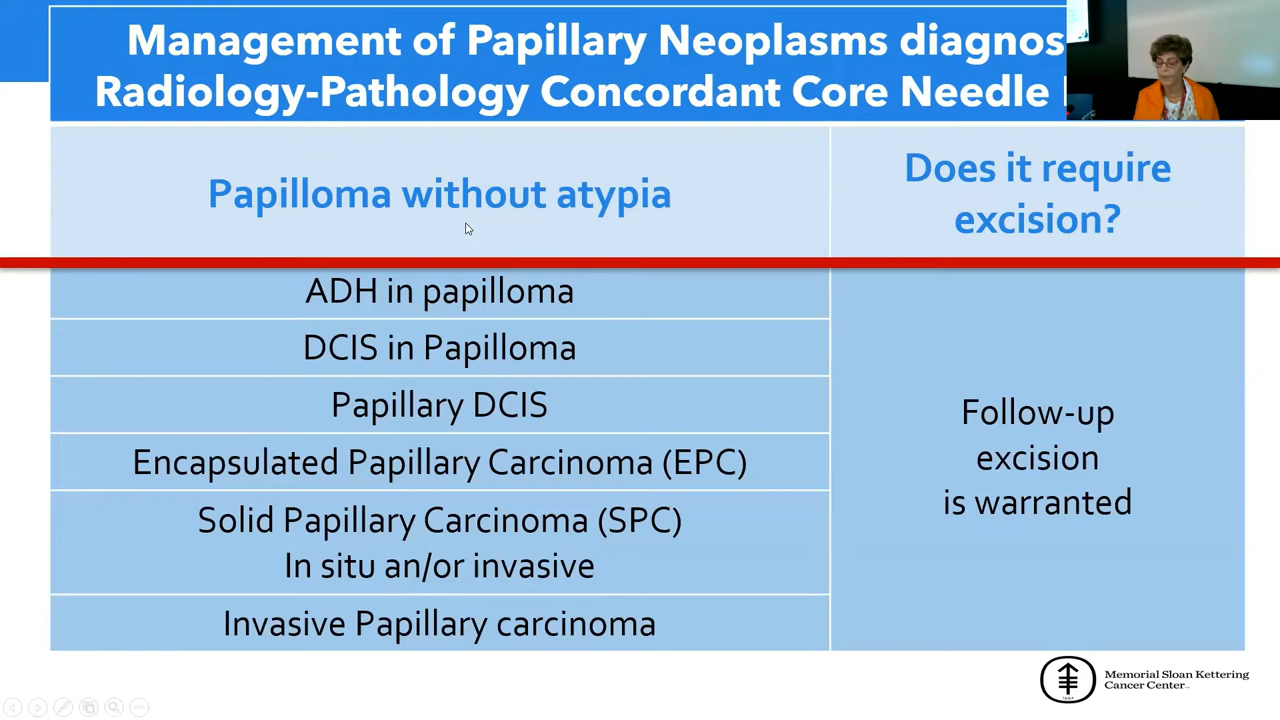 Management of Papillary Neoplasms diagnos
Radiology-Pathology Concordant Core Needle
Papilloma without atypia
Does it require
excision?
ADH in papilloma
DCIS in Papilloma
Papillary DCIS
Encapsulated Papillary Carcinoma (EPC)
Solid Papillary Carcinoma (SPC)
In situ an/or invasive
Invasive Papillary carcinoma
Follow-up
excision
is warranted
Memorial Sloan Kettering
Cancer Center